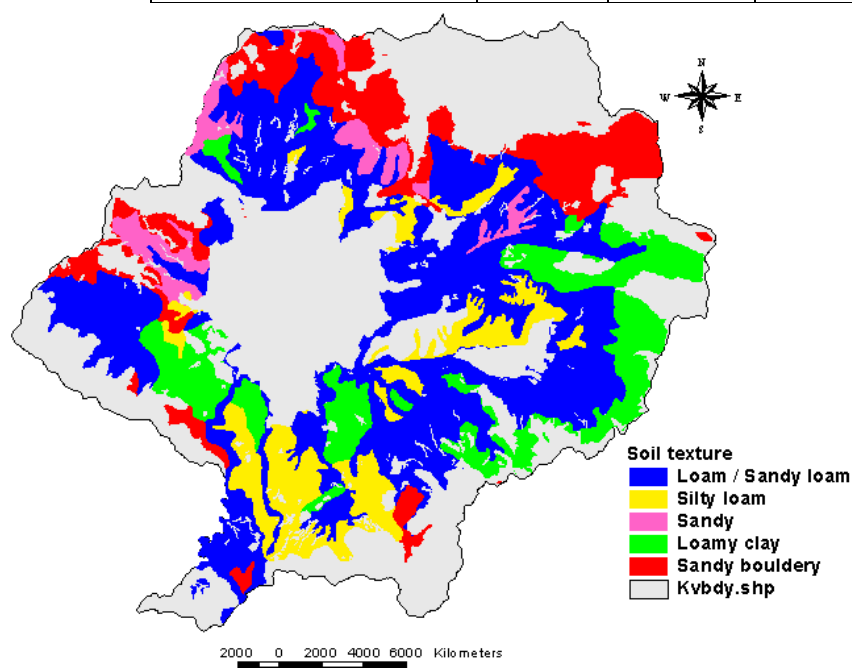 N
W E
S
Soil texture
Loam / Sandy loam
Silty loam
Sandy
Loamy clay
Sandy bouldery
Kvbdy.shp
2000 0 2000 4000 6000 Kilometers